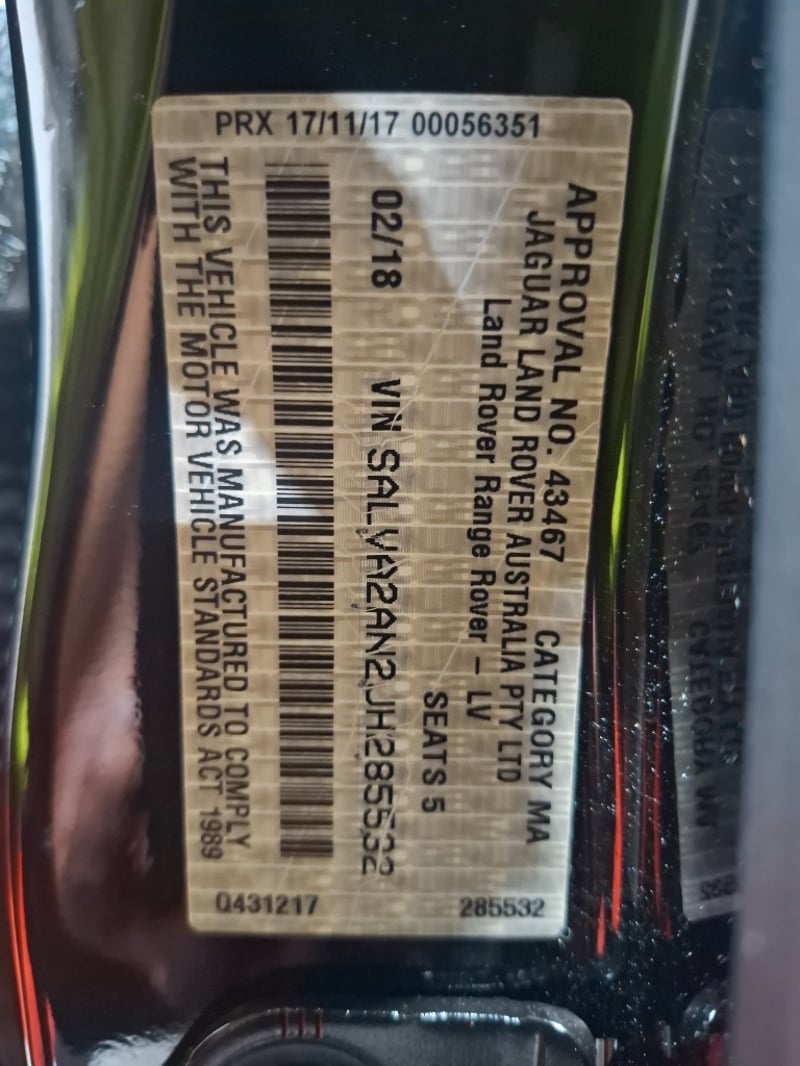 PRX 17/11/17 00056351
APPROVAL NO. 43467 CATEGORY MA
JAGUAR LAND ROVER AUSTRALIA PTY LTD
Land Rover Range Rover - LV
SEATS 5
02/18 VIN SALVA2AN2JH285532
THIS VEHICLE WAS MANUFACTURED TO COMPLY
WITH THE MOTOR VEHICLE STANDARDS ACT 1989
0431217 285532